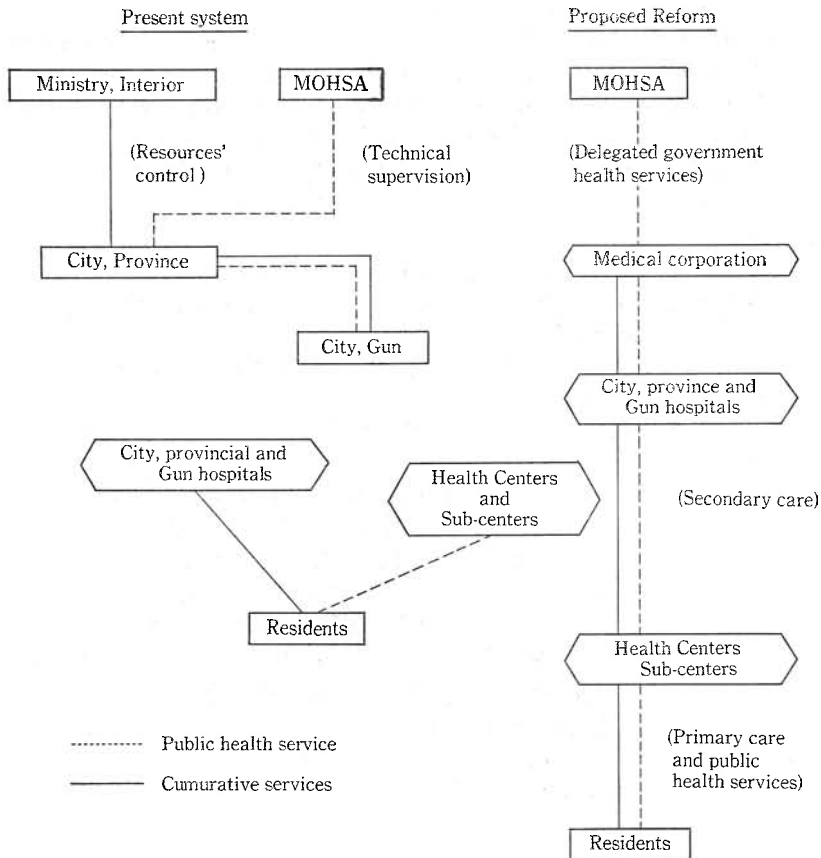 Present system
Ministry, Interior
MOHSA
(Resources'
control)
(Technical
supervision)
City, Province
City, Gun
City, provincial and
Gun hospitals
Health Centers
and
Sub-centers
Residents
Public health service
Cumurative services
Proposed Reform
MOHSA
(Delegated government
health services)
Medical corporation
City, province and
Gun hospitals
(Secondary care)
Health Centers
Sub-centers
(Primary care
and public
health services)
Residents